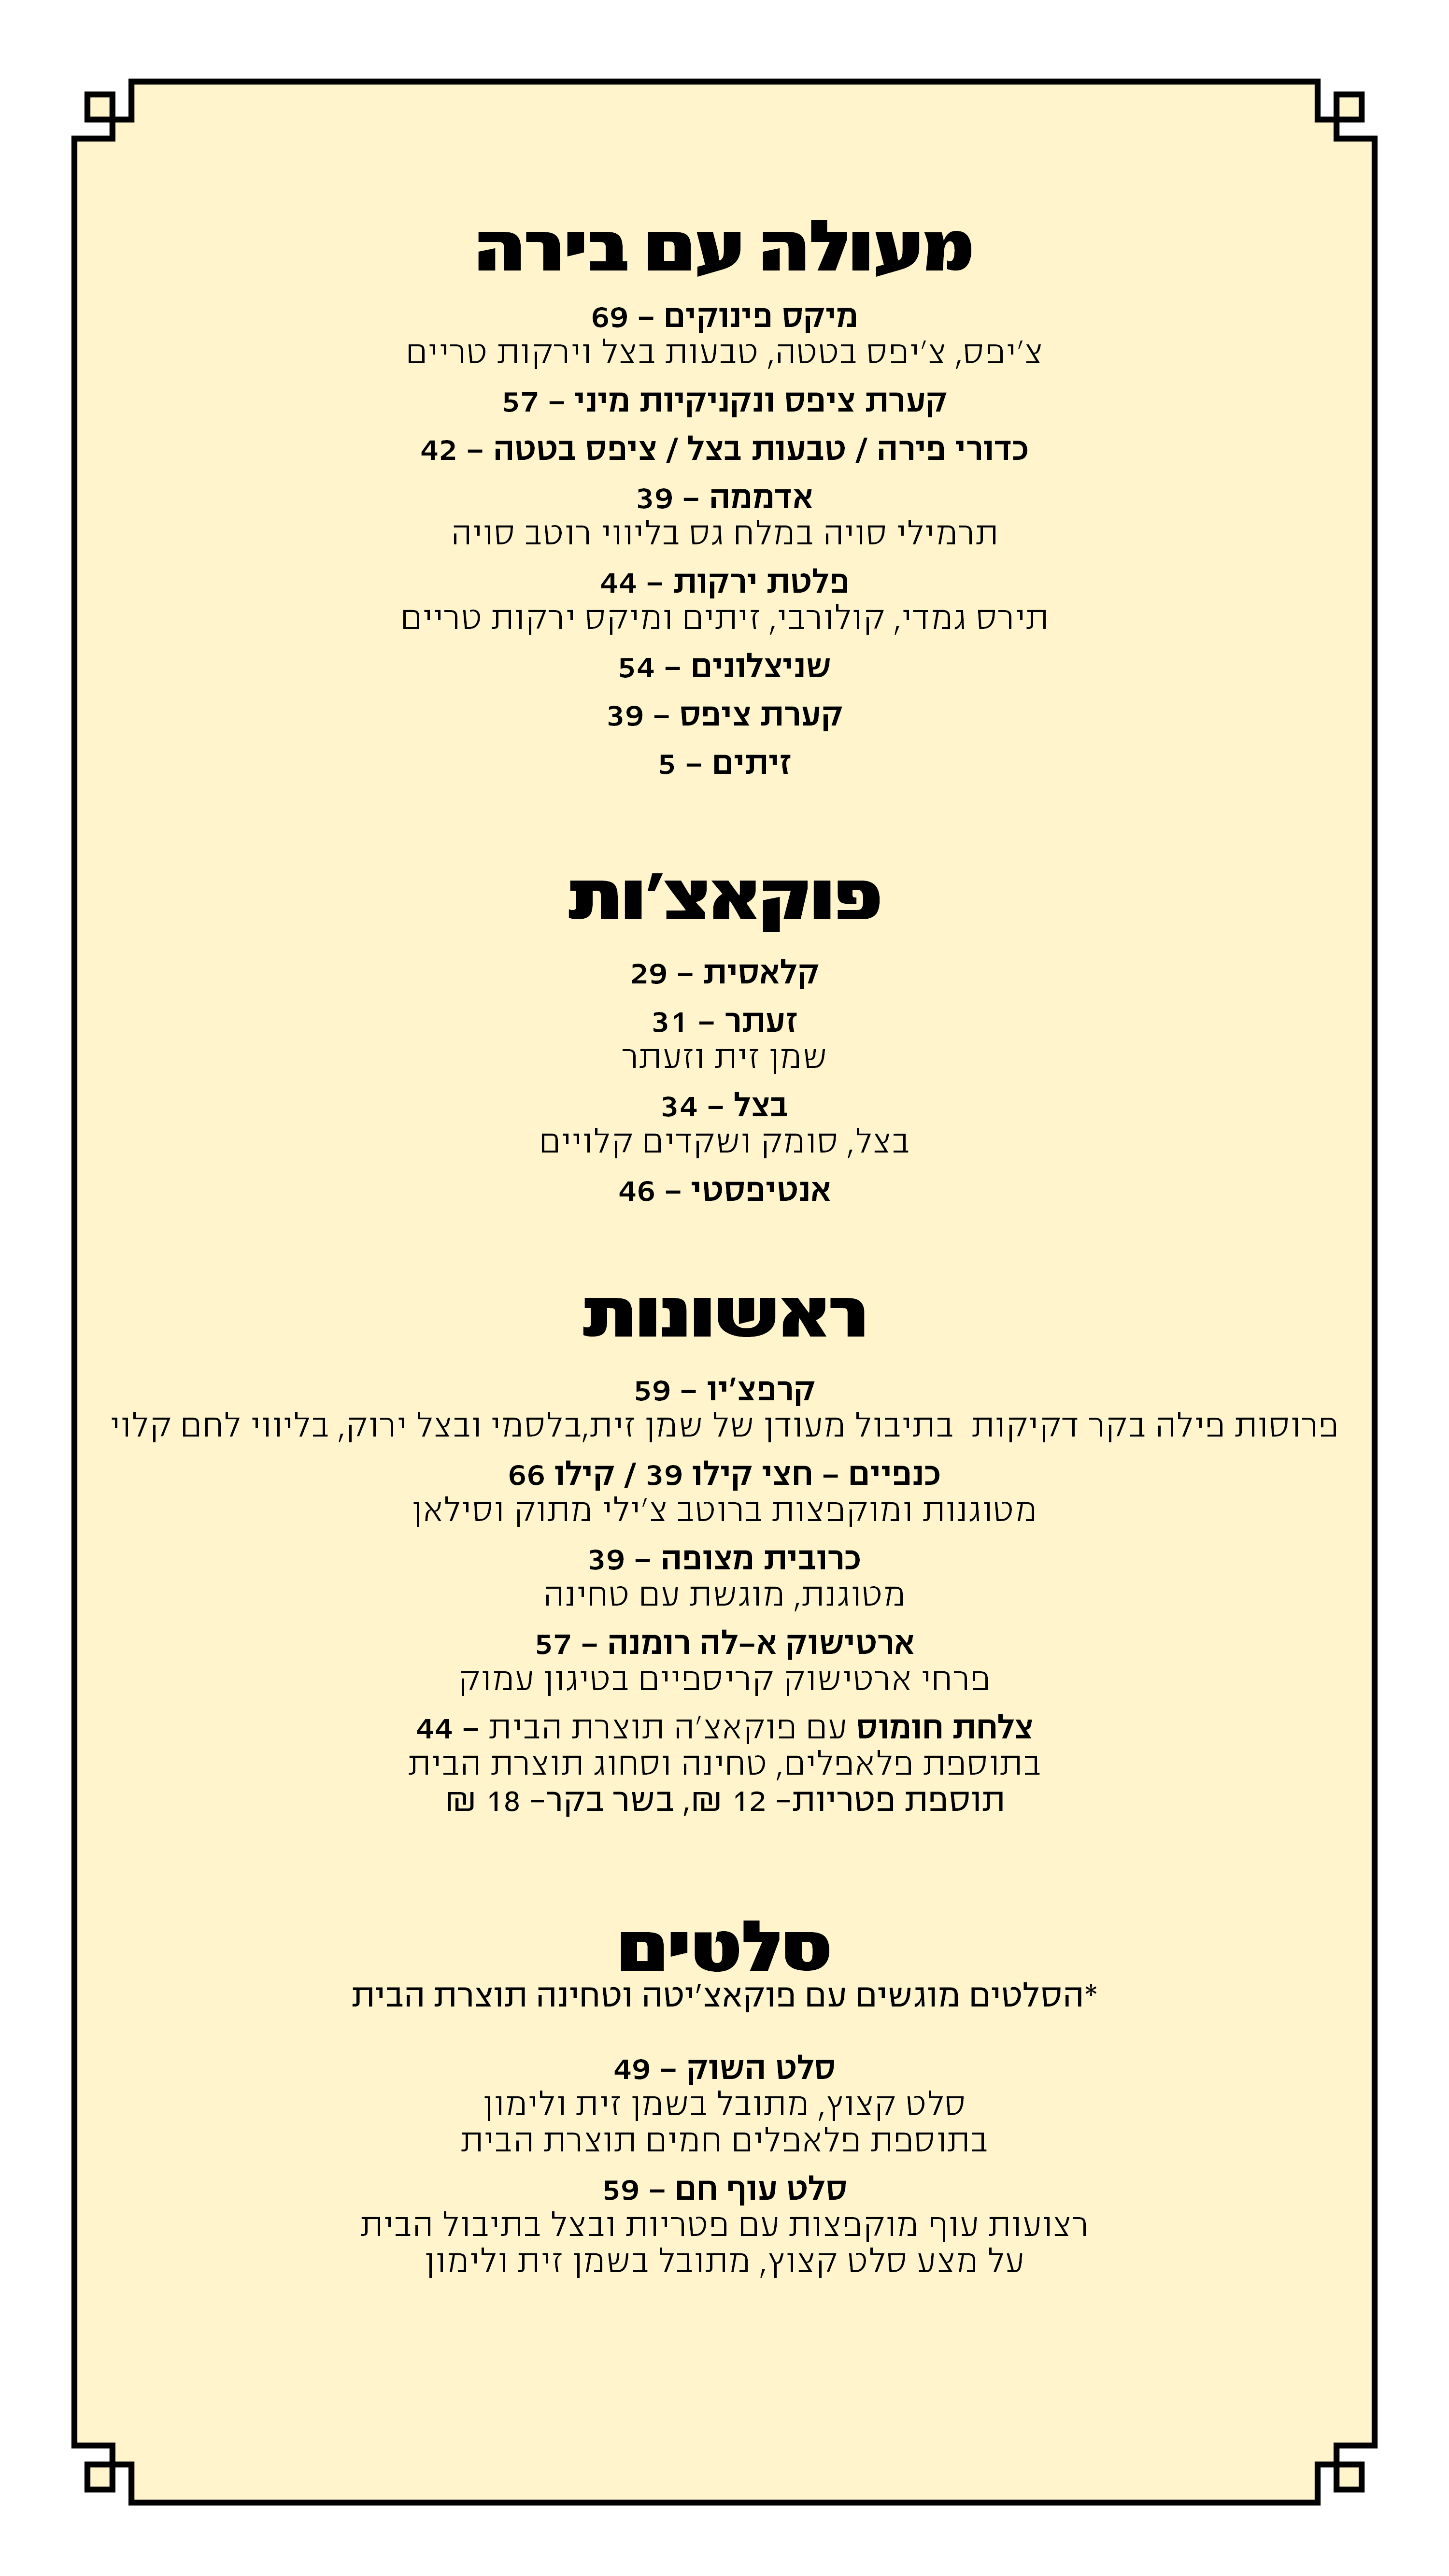 מעולה עם בירה
מיקס פינוקים – 69
צ'יפס, צ'יפס בטטה, טבעות בצל וירקות טריים
קערת ציפס ונקניקיות מיני – 57
כדורי פירה / טבעות בצל / ציפס בטטה – 42
אדממה – 39
תרמילי סויה במלח גס בליווי רוטב סויה
פלטת ירקות – 44
תירס גמדי, קולורבי, זיתים ומיקס ירקות טריים
שניצלונים – 54
קערת ציפס – 39
זיתים – 5
פוקאצ'ות
קלאסית – 29
זעתר – 31
שמן זית וזעתר
בצל – 34
בצל, סומק ושקדים קלויים
אנטיפסטי – 46
ראשונות
קרפצ'יו – 59
פרוסות פילה בקר דקיקות  בתיבול מעודן של שמן זית,בלסמי ובצל ירוק, בליווי לחם קלוי
כנפיים – חצי קילו 39 / קילו 66
מטוגנות ומוקפצות ברוטב צ'ילי מתוק וסילאן
כרובית מצופה – 39
מטוגנת, מוגשת עם טחינה
ארטישוק א-לה רומנה – 57
פרחי ארטישוק קריספיים בטיגון עמוק
צלחת חומוס עם פוקאצ'ה תוצרת הבית – 44
בתוספת פלאפלים, טחינה וסחוג תוצרת הבית
תוספת פטריות- 12 ₪, בשר בקר- 18 ₪
סלטים
*הסלטים מוגשים עם פוקאצ'יטה וטחינה תוצרת הבית
סלט השוק – 49
סלט קצוץ, מתובל בשמן זית ולימון
בתוספת פלאפלים חמים תוצרת הבית
סלט עוף חם – 59
רצועות עוף מוקפצות עם פטריות ובצל בתיבול הבית
על מצע סלט קצוץ, מתובל בשמן זית ולימון